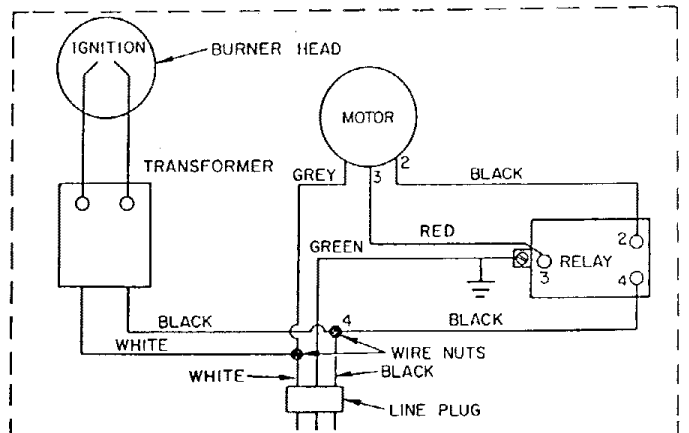 IGNITION
BURNER HEAD
MOTOR
TRANSFORMER
GREY
3
2
BLACK
RED
GREEN
2
3
RELAY
4
BLACK
4
BLACK
WHITE
WIRE NUTS
WHITE
BLACK
LINE PLUG